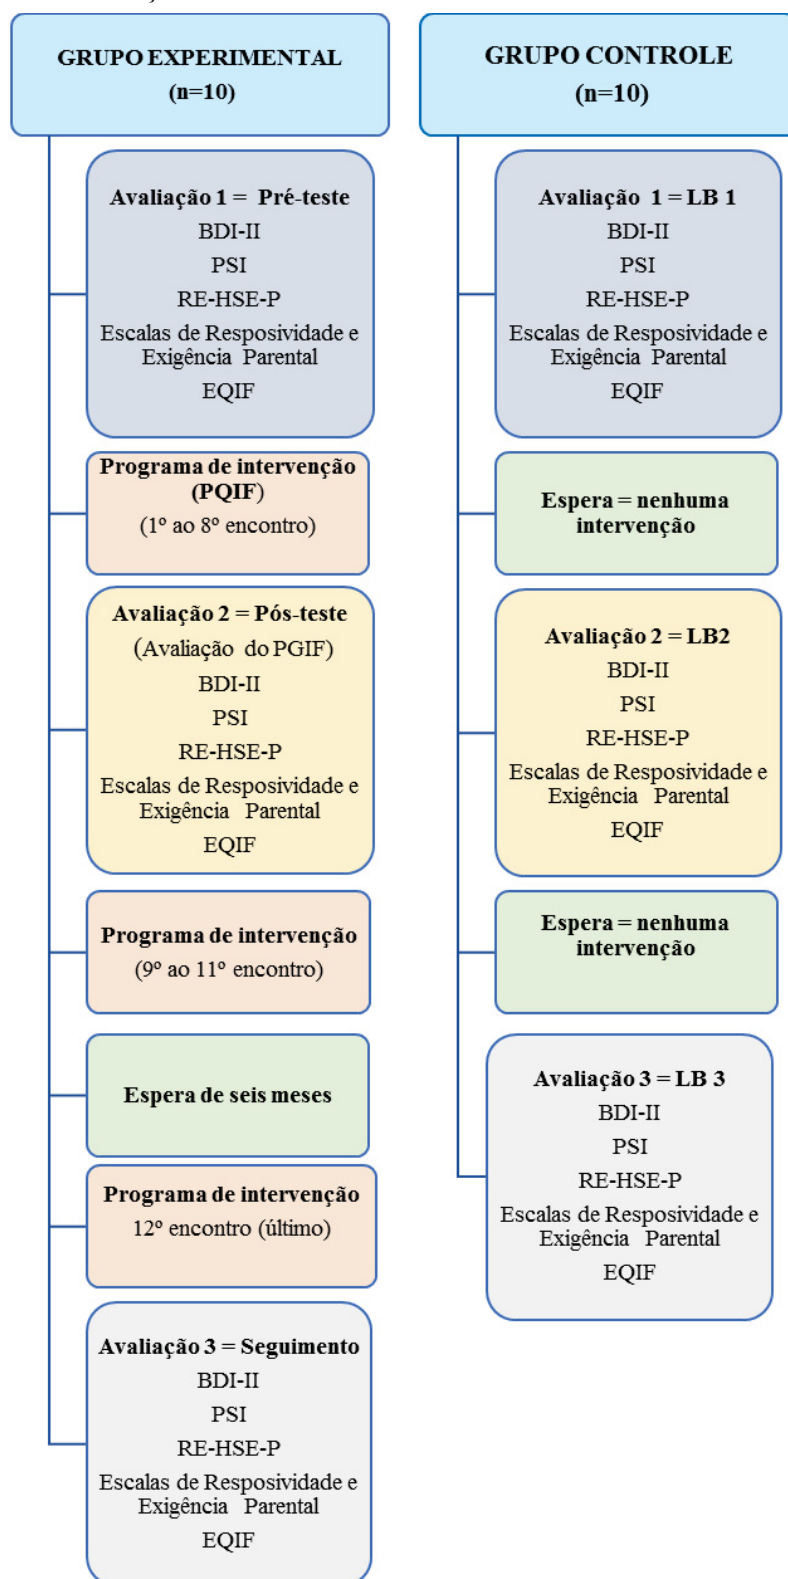 GRUPO EXPERIMENTAL
(n=10)
Avaliação 1 = Pré-teste
BDI-II
PSI
RE-HSE-P
Escalas de Resposividade e
Exigência Parental
EQIF
Programa de intervenção
(PQIF)
(1º ao 8º encontro)
Avaliação 2 = Pós-teste
(Avaliação do PGIF)
BDI-II
PSI
RE-HSE-P
Escalas de Resposividade e
Exigência Parental
EQIF
Programa de intervenção
(9º ao 11º encontro)
Espera de seis meses
Programa de intervenção
12º encontro (último)
Avaliação 3 = Seguimento
BDI-II
PSI
RE-HSE-P
Escalas de Resposividade e
Exigência Parental
EQIF
GRUPO CONTROLE
(n=10)
Avaliação 1 = LB 1
BDI-II
PSI
RE-HSE-P
Escalas de Resposividade e
Exigência Parental
EQIF
Espera = nenhuma
intervenção
Avaliação 2 = LB2
BDI-II
PSI
RE-HSE-P
Escalas de Resposividade e
Exigência Parental
EQIF
Espera = nenhuma
intervenção
Avaliação 3 = LB 3
BDI-II
PSI
RE-HSE-P
Escalas de Resposividade e
Exigência Parental
EQIF